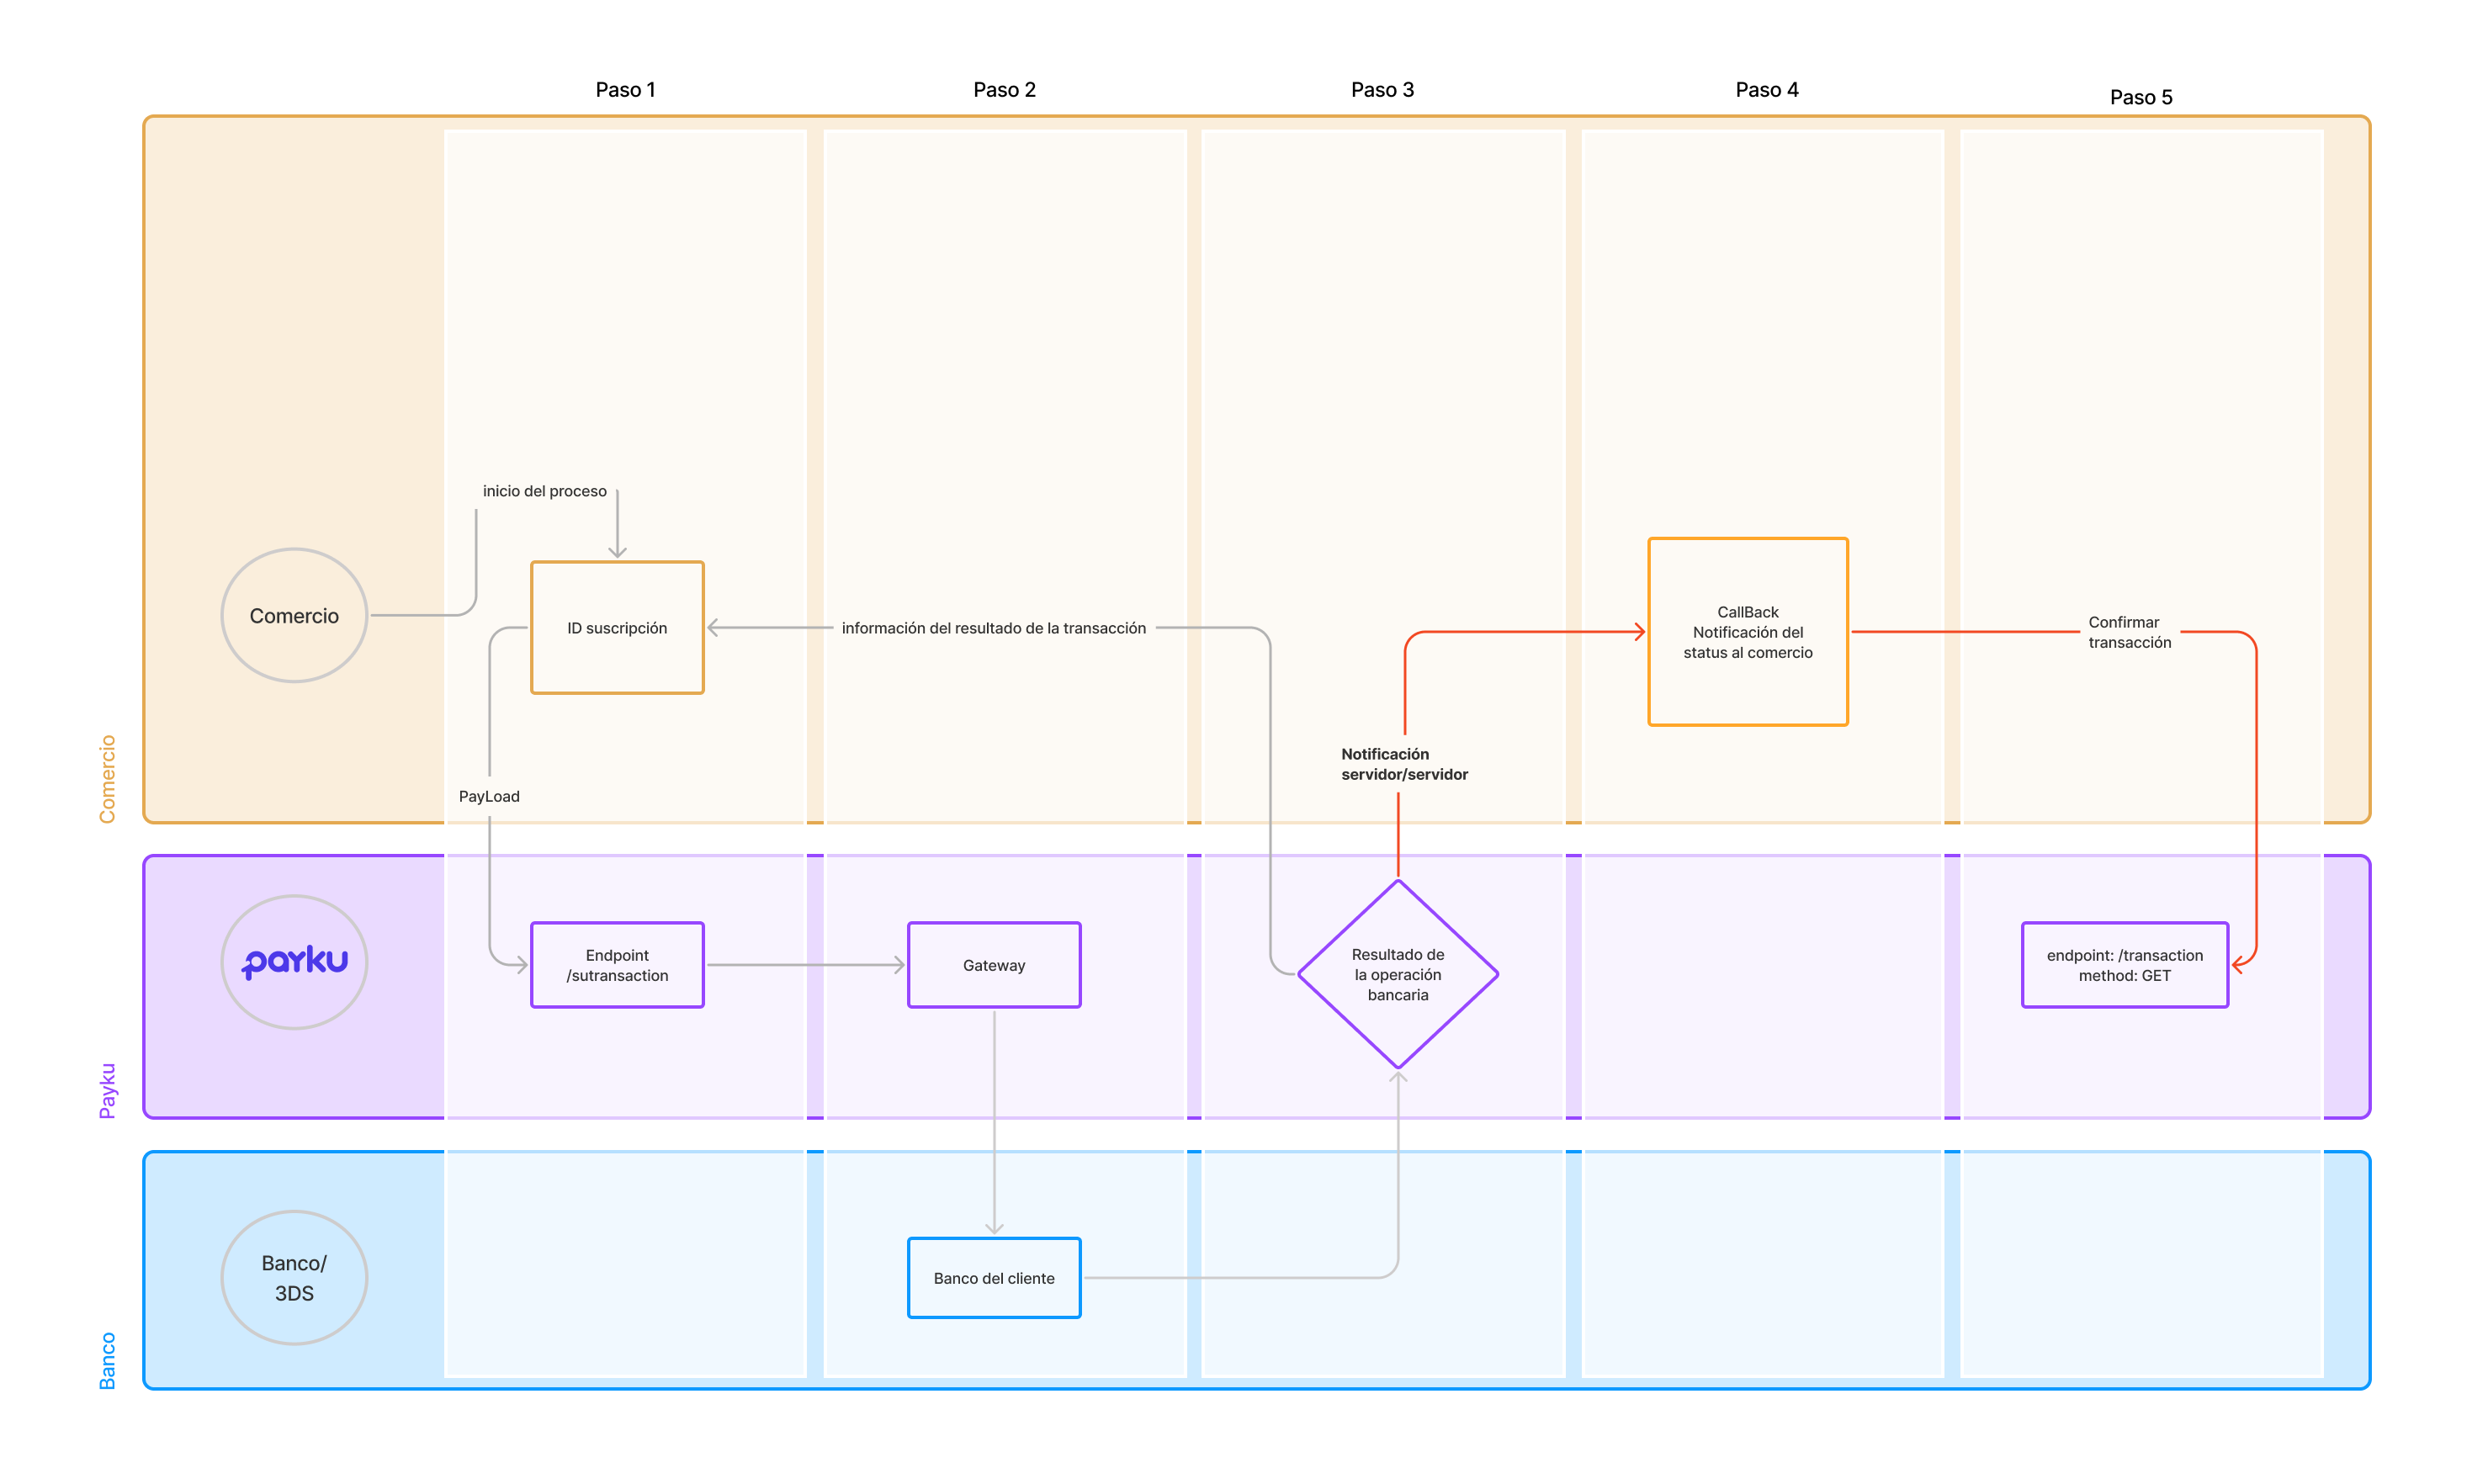 Paso 1
Paso 2
Paso 3
Paso 4
Paso 5
Comercio
Comercio
inicio del proceso
ID suscripción
información del resultado de la transacción
PayLoad
Notificación
servidor/servidor
CallBack
Notificación del
status al comercio
Confirmar
transacción
Payku
payku
Endpoint
/sutransaction
Gateway
Resultado de
la operación
bancaria
endpoint: /transaction
method: GET
Banco
Banco/
3DS
Banco del cliente